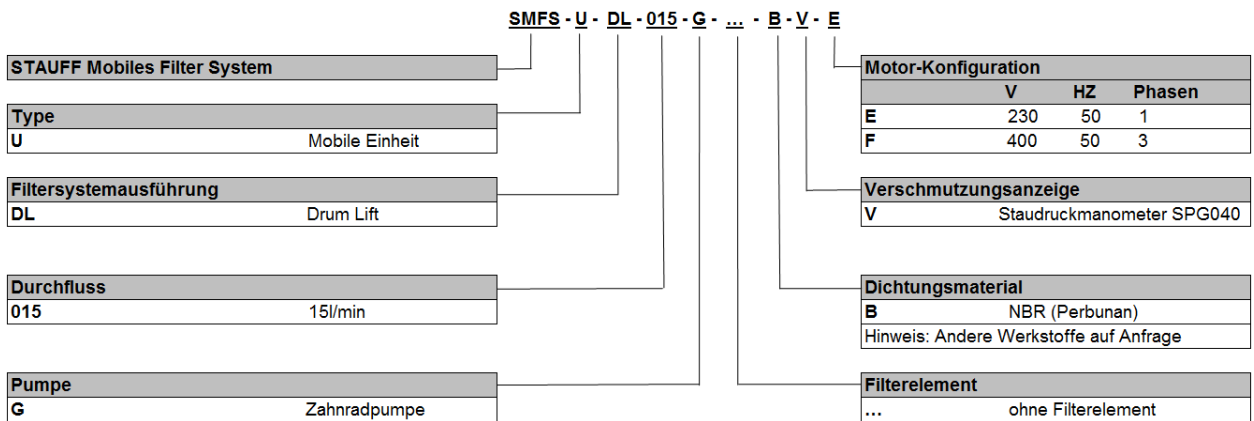 SMFS - U - DL - 015 - G - ... - B - V - E
STAUFF Mobiles Filter System
Type
U Mobile Einheit
Filtersystemausführung
DL Drum Lift
Durchfluss
015 15l/min
Pumpe
G Zahnradpumpe
Motor-Konfiguration
V HZ Phasen
E 230 50 1
F 400 50 3
Verschmutzungsanzeige
V Staudruckmanometer SPG040
Dichtungsmaterial
B NBR (Perbunan)
Hinweis: Andere Werkstoffe auf Anfrage
Filterelement
... ohne Filterelement